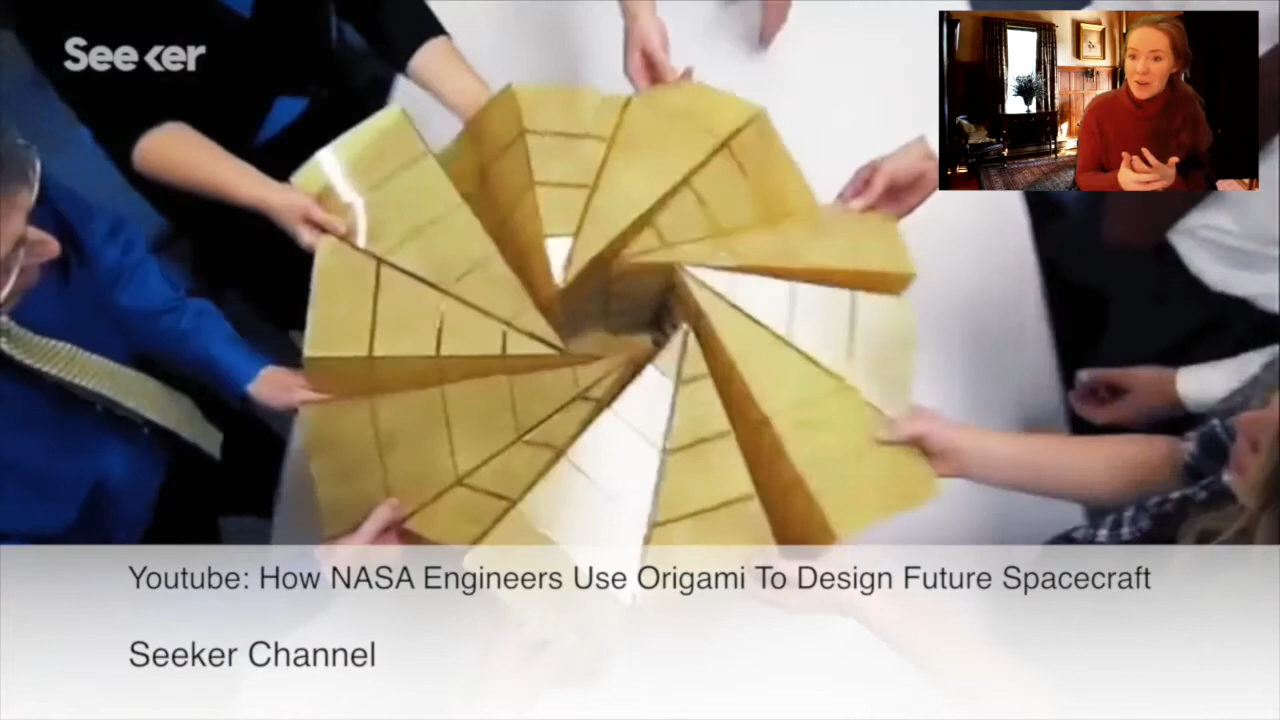 Seeker
Youtube: How NASA Engineers Use Origami To Design Future Spacecraft
Seeker Channel